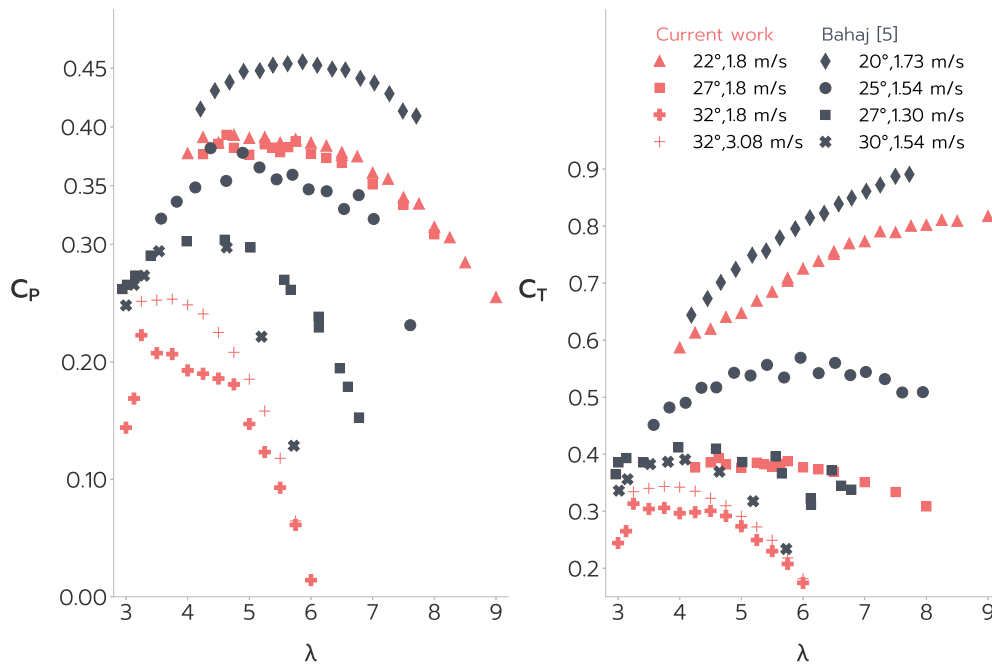 Current work
22°,1.8 m/s
27°,1.8 m/s
32°,1.8 m/s
32°,3.08 m/s
Bahaj [5]
20°,1.73 m/s
25°,1.54 m/s
27°,1.30 m/s
30°,1.54 m/s
0.45
0.40
0.35
0.30
0.20
0.10
0.00
CP
3 4 5 6 7 8 9
λ
0.9
0.8
0.7
0.6
0.5
0.4
0.3
0.2
CT
3 4 5 6 7 8 9
λ